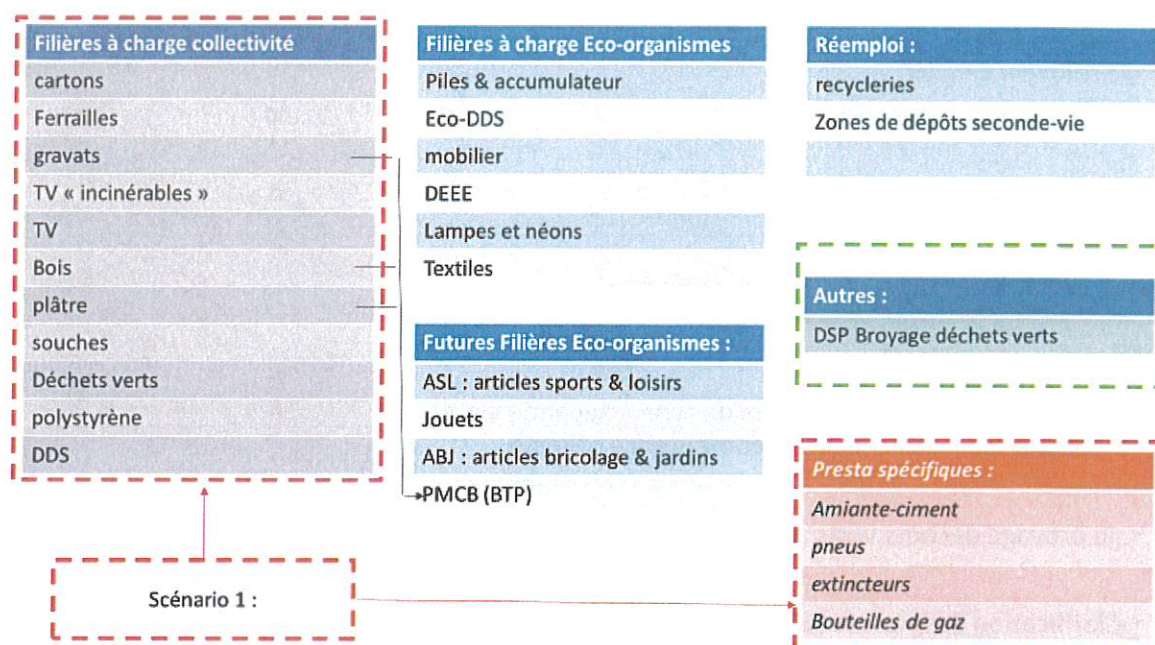 Filières à charge collectivité
cartons
Ferrailles
gravats
TV « incinérables »
TV
Bois
plâtre
souches
Déchets verts
polystyrène
DDS
Filières à charge Eco-organismes
Piles & accumulateur
Eco-DDS
mobilier
DEEE
Lampes et néons
Textiles
Futures Filières Eco-organismes :
ASL : articles sports & loisirs
Jouets
ABJ : articles bricolage & jardins
PMCB (BTP)
Réemploi :
recycleries
Zones de dépôts seconde-vie
Autres :
DSP Broyage déchets verts
Presta spécifiques :
Amiante-ciment
pneus
extincteurs
Bouteilles de gaz
Scénario 1 :